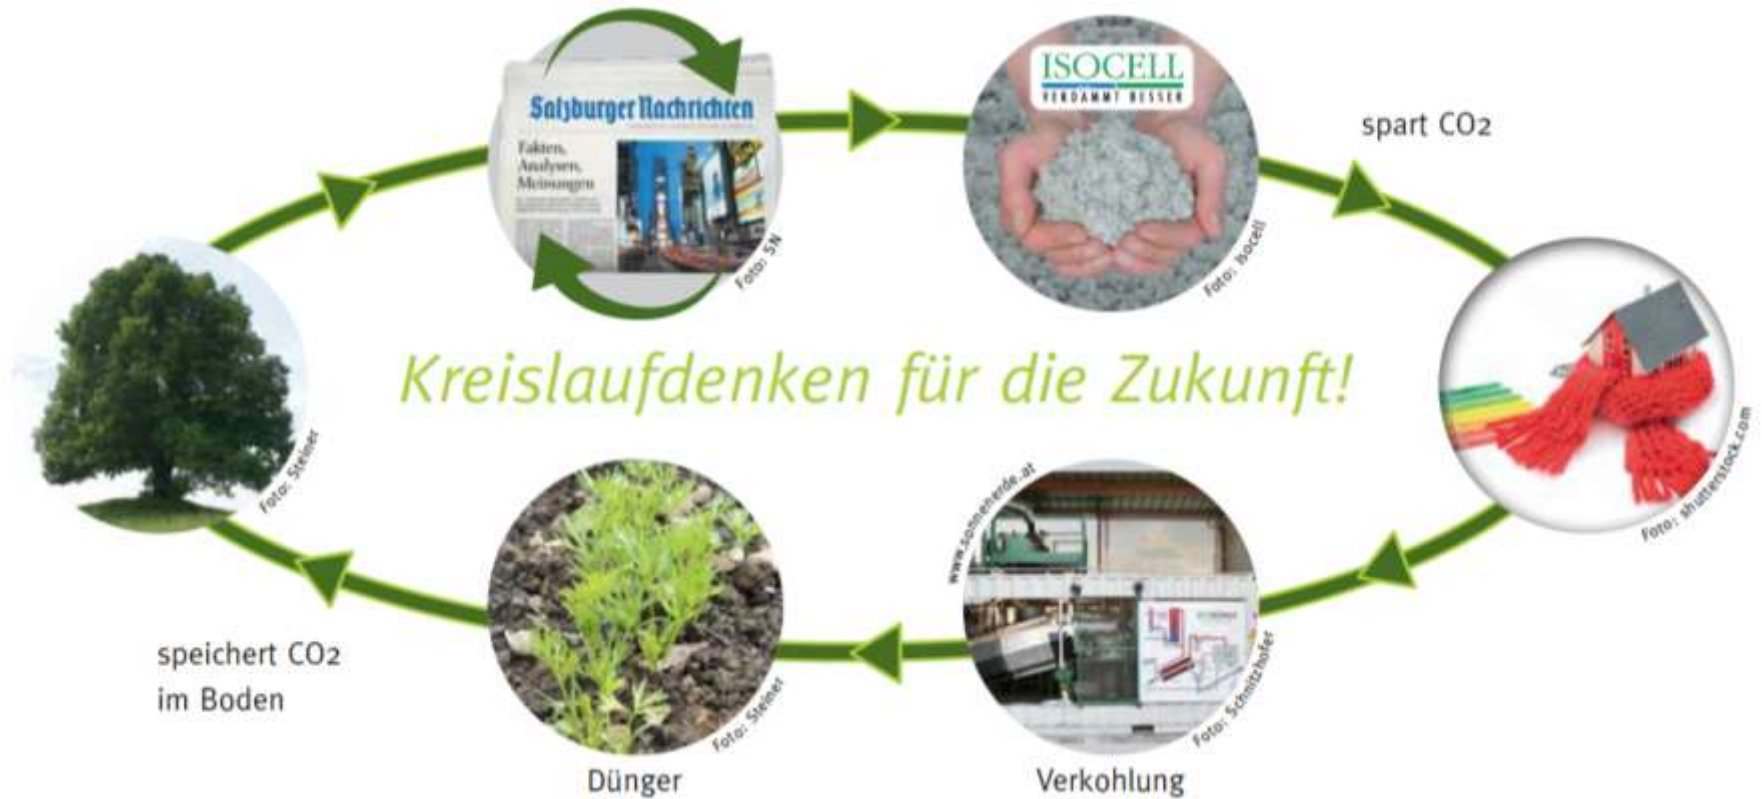 Salzburger Nachrichten
Fakten,
Analysen,
Meinungen
Foto: SN
ISOCELL
VERDAMMT BESSER
Foto: Isocell
spart CO2
Kreislaufdenken für die Zukunft!
Foto: Steiner
Foto: shutterstock.com
www.sonnenerde.at
Foto: Schnitzhofer
Foto: Steiner
speichert CO2
im Boden
Dünger
Verkohlung